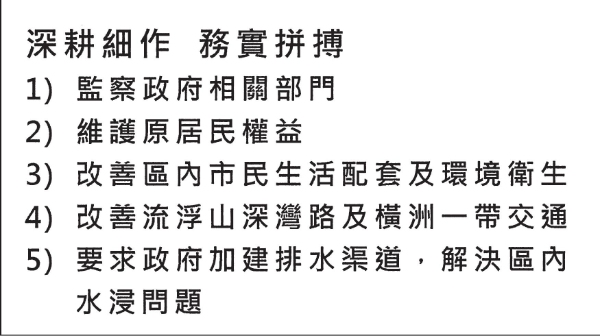 深耕細作 務實拼搏
1) 監察政府相關部門
2) 維護原居民權益
3) 改善區內市民生活配套及環境衛生
4) 改善流浮山深灣路及橫洲一帶交通
5) 要求政府加建排水渠道，解決區內
水浸問題